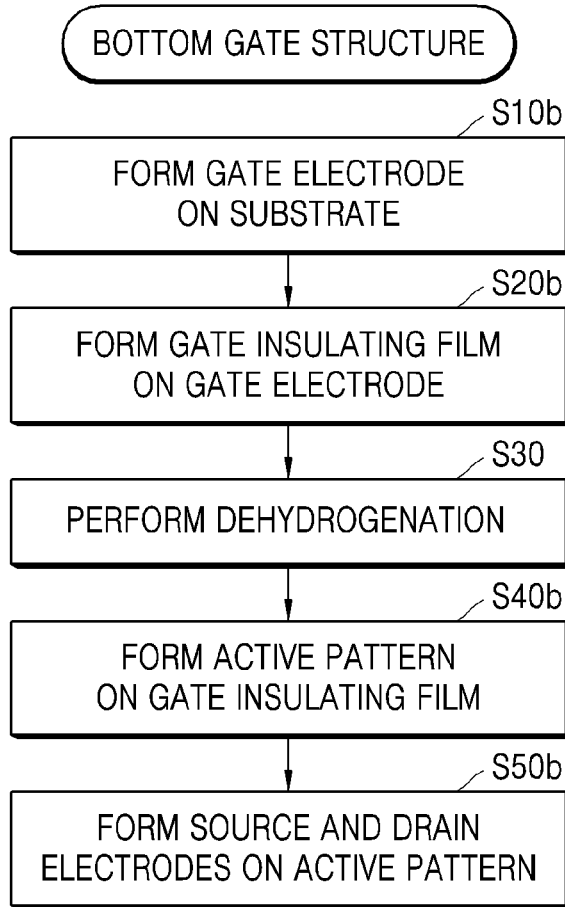 BOTTOM GATE STRUCTURE
S10b
FORM GATE ELECTRODE
ON SUBSTRATE
S20b
FORM GATE INSULATING FILM
ON GATE ELECTRODE
S30
PERFORM DEHYDROGENATION
S40b
FORM ACTIVE PATTERN
ON GATE INSULATING FILM
S50b
FORM SOURCE AND DRAIN
ELECTRODES ON ACTIVE PATTERN